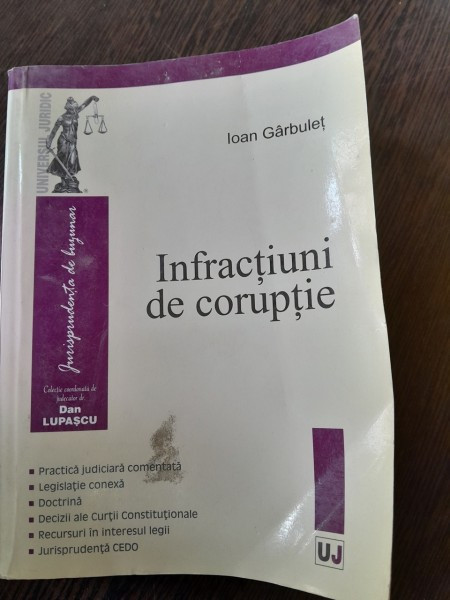 UNIVERSUL JURIDIC
Ioan Gârbuleț
Jurisprudența de buzunar
Infracțiuni
de corupție
Colecție coordonată de
judecător dr.
Dan
LUPAȘCU
Practică judiciară comentată
Legislație conexă
Doctrină
Decizii ale Curții Constituționale
Recursuri în interesul legii
Jurisprudență CEDO
UJ